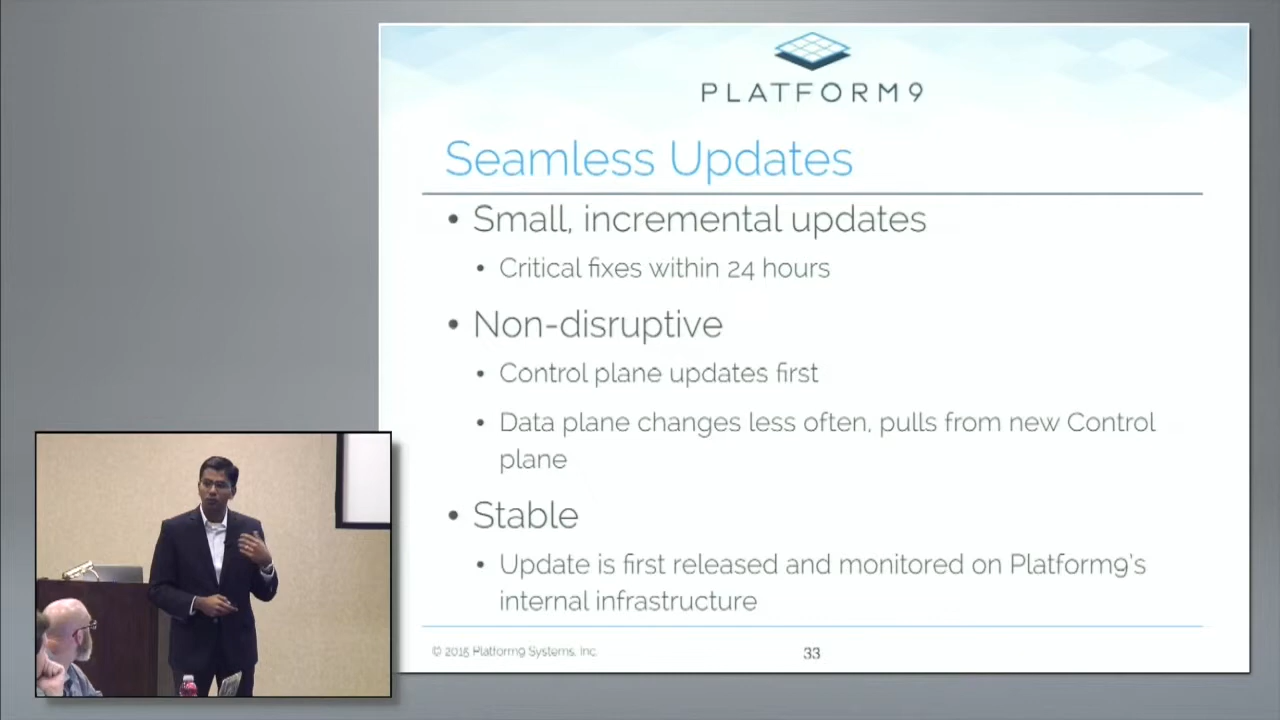 PLATFORM9
Seamless Updates
• Small, incremental updates
• Critical fixes within 24 hours
• Non-disruptive
• Control plane updates first
• Data plane changes less often, pulls from new Control
plane
• Stable
• Update is first released and monitored on Platform9's
internal infrastructure
© 2015 Platform9 Systems, Inc.
33